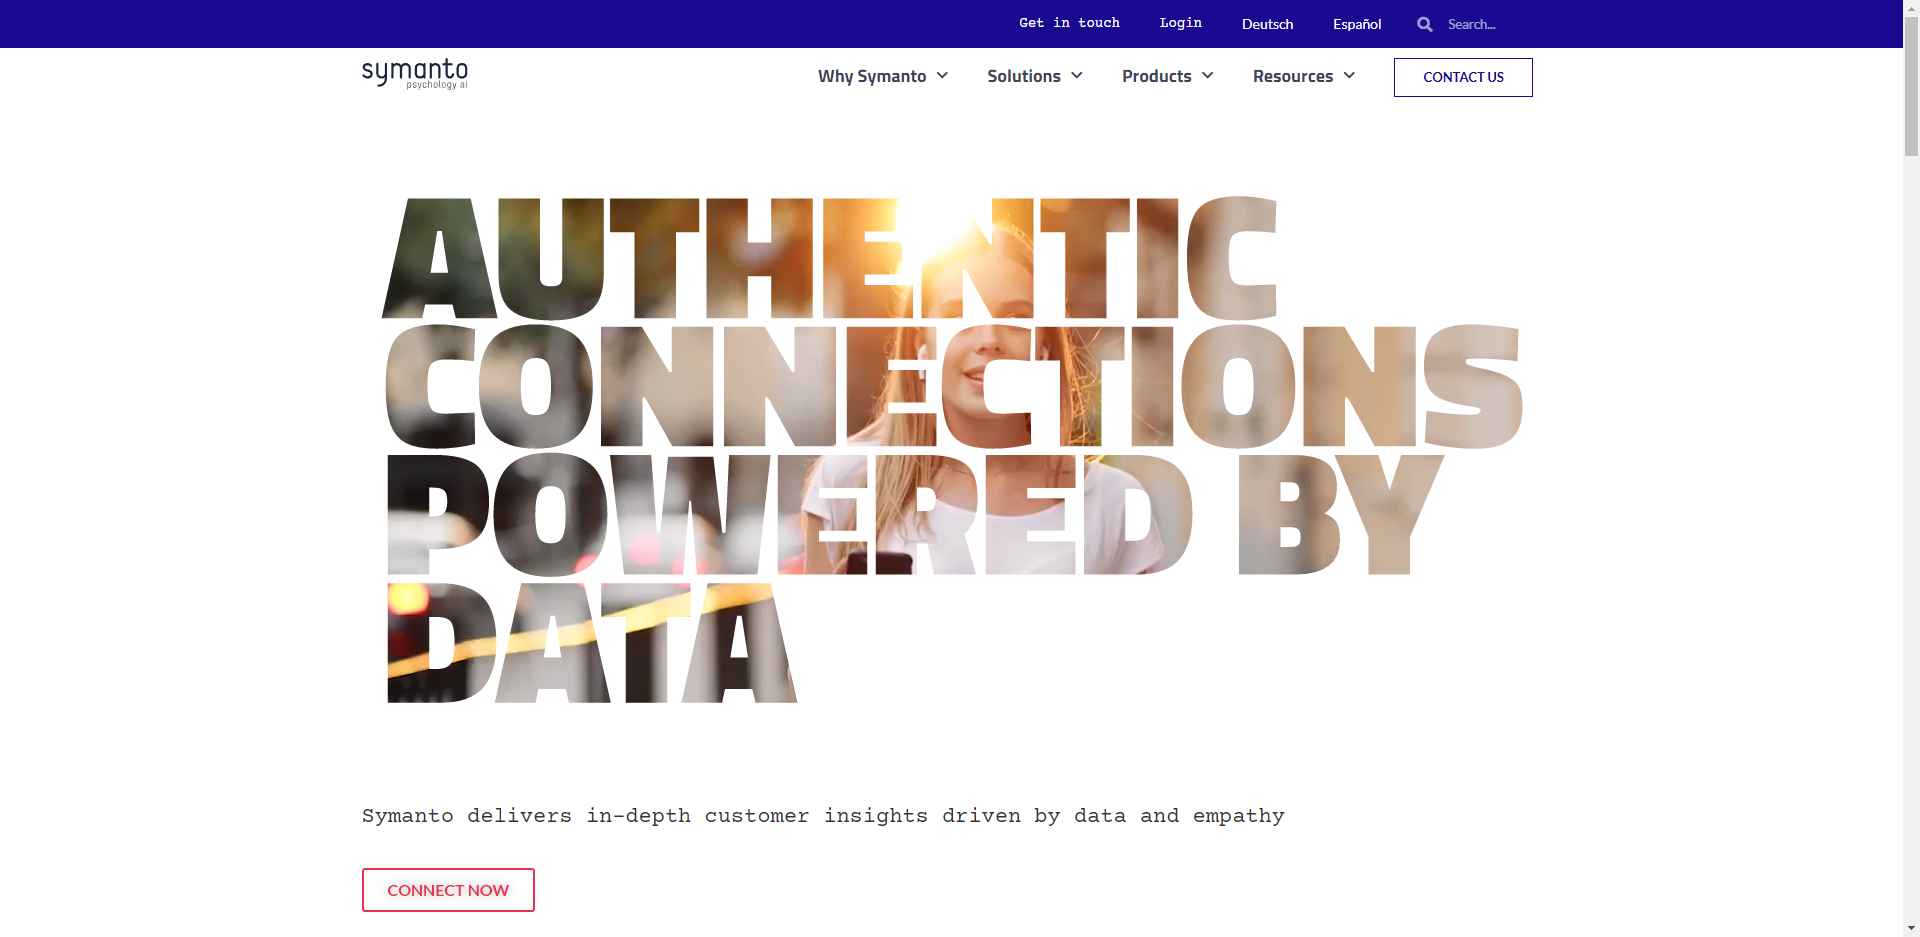 Get in touch Login Deutsch Español Search...
symanto
psychology ai
Why Symanto Solutions Products Resources CONTACT US
AUTHENTIC
CONNECTIONS
POWERED BY
DATA
Symanto delivers in-depth customer insights driven by data and empathy
CONNECT NOW